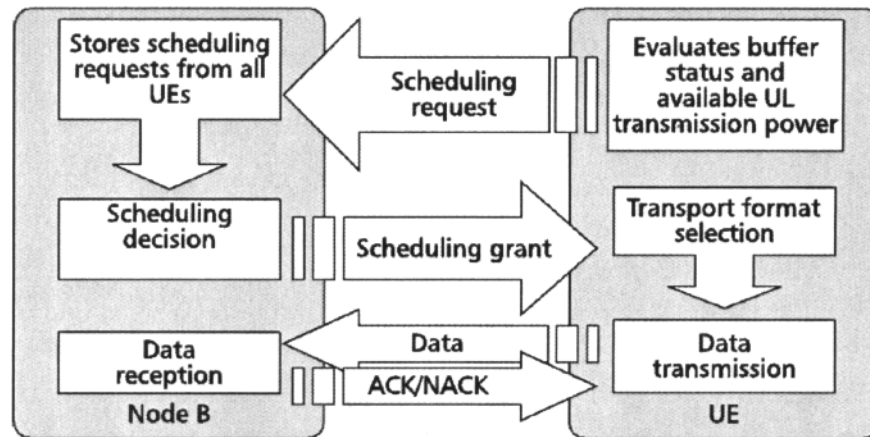 Stores scheduling
requests from all
UEs
Scheduling
request
Evaluates buffer
status and
available UL
transmission power
Scheduling
decision
Scheduling grant
Transport format
selection
Data
reception
Data
ACK/NACK
Data
transmission
Node B
UE